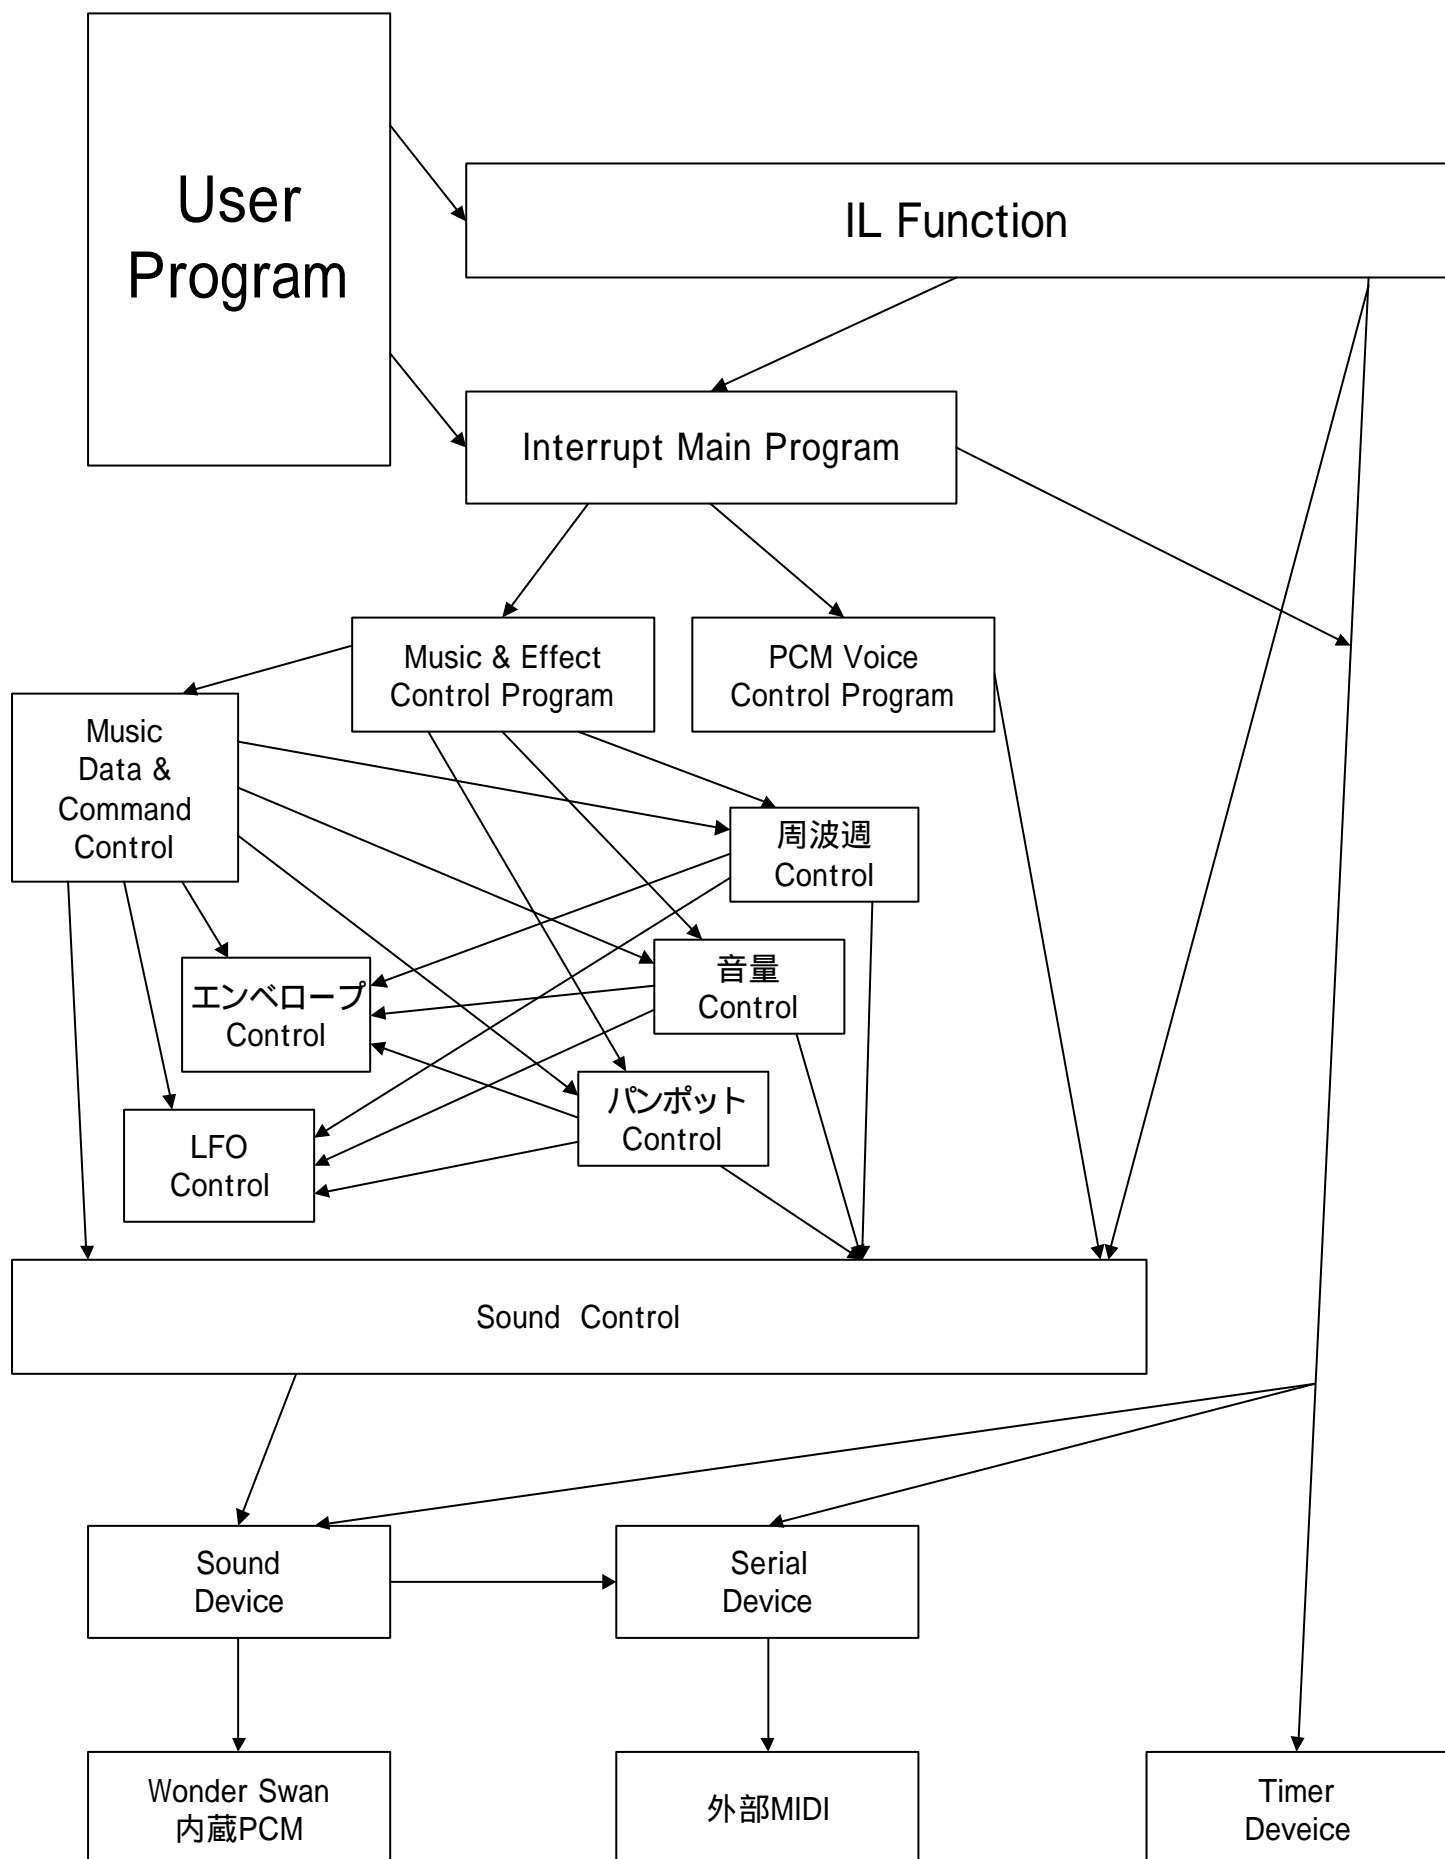 User
Program
IL Function
Interrupt Main Program
Music & Effect
Control Program
PCM Voice
Control Program
Music
Data &
Command
Control
周波週
Control
音量
Control
エンベロープ
Control
パンポット
Control
LFO
Control
Sound Control
Sound
Device
Serial
Device
Wonder Swan
内蔵PCM
外部MIDI
Timer
Deveice